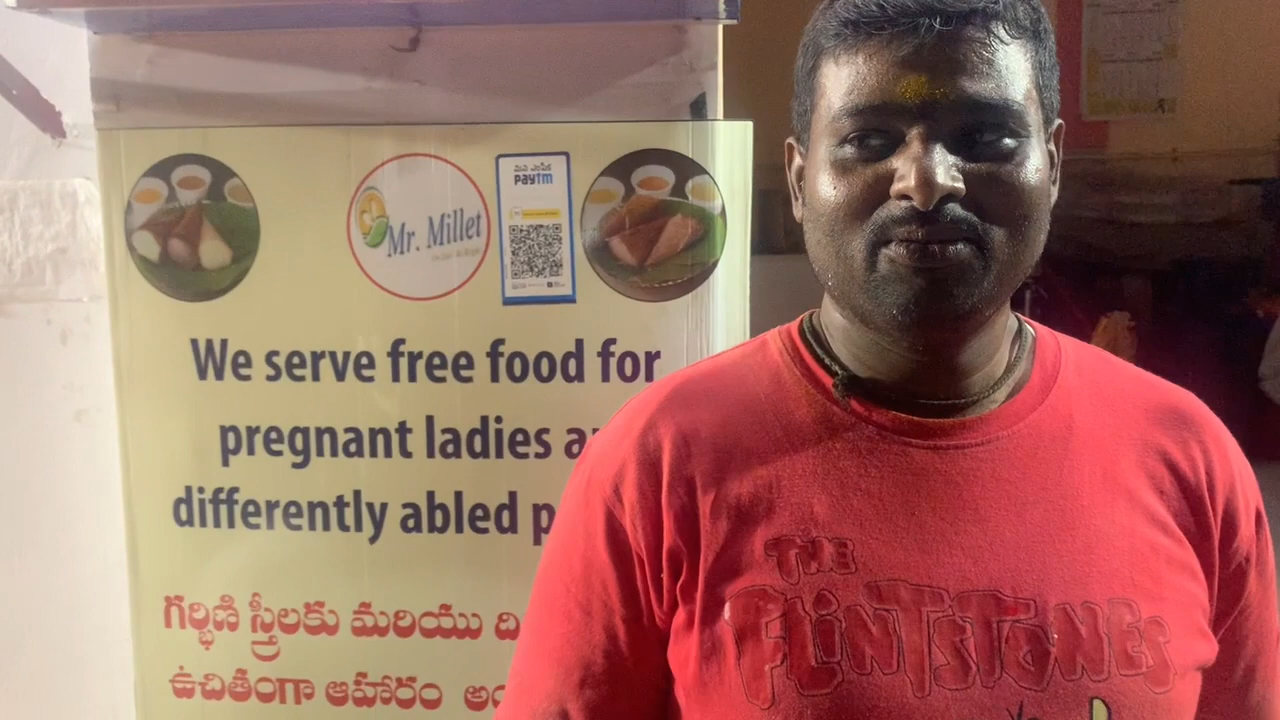 Mr. Millet
మన ఎంపిక
paytm
We serve free food for
pregnant ladies
differently abled
గర్భిణి స్త్రీలకు మరియు
ఉచితంగా ఆహారం
THE
FLINTSTONES